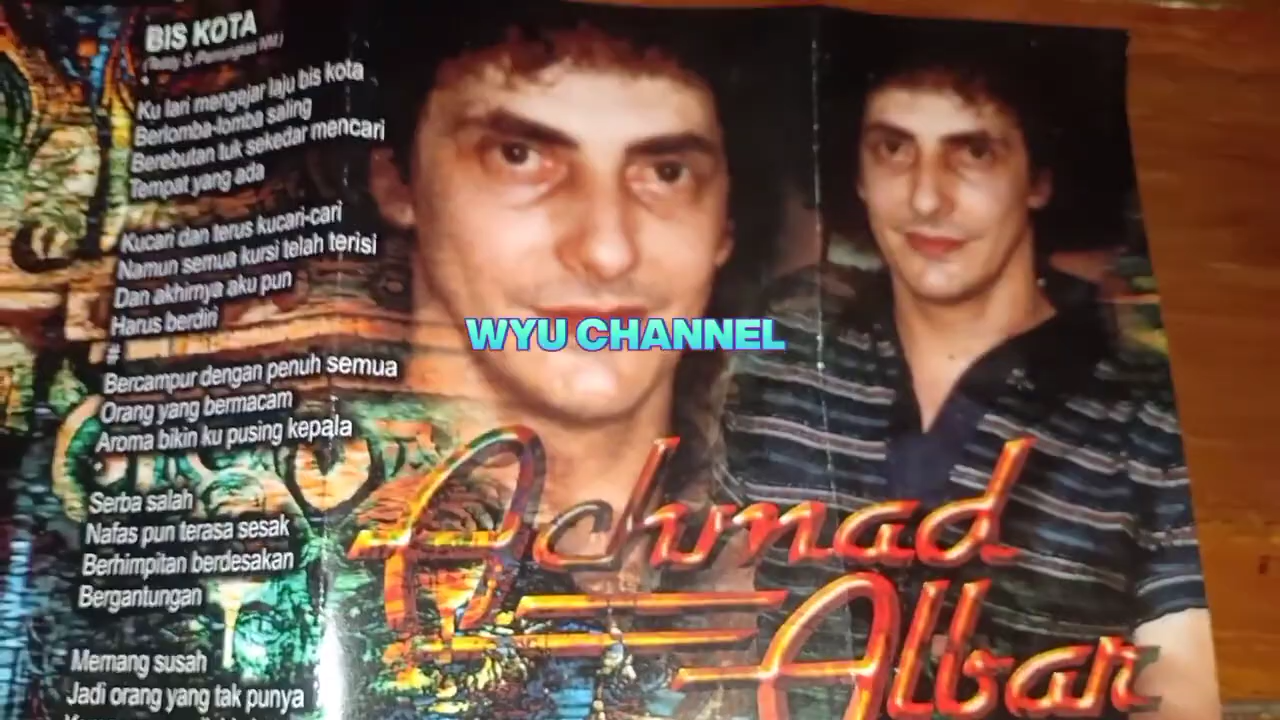 BIS KOTA
Ku lari mengejar laju bis kota
Berlomba-lomba saling
Berebutan tuk sekedar mencari
Tempat yang ada
Kucari dan terus kucari-cari
Namun semua kursi telah terisi
Dan akhirnya aku pun
Harus berdiri
#
Bercampur dengan penuh semua
Orang yang bermacam
Aroma bikin ku pusing kepala
Serba salah
Nafas pun terasa sesak
Berhimpitan berdesakan
Bergantungan
Memang susah
Jadi orang yang tak punya
WYU CHANNEL
Achmad
Albar